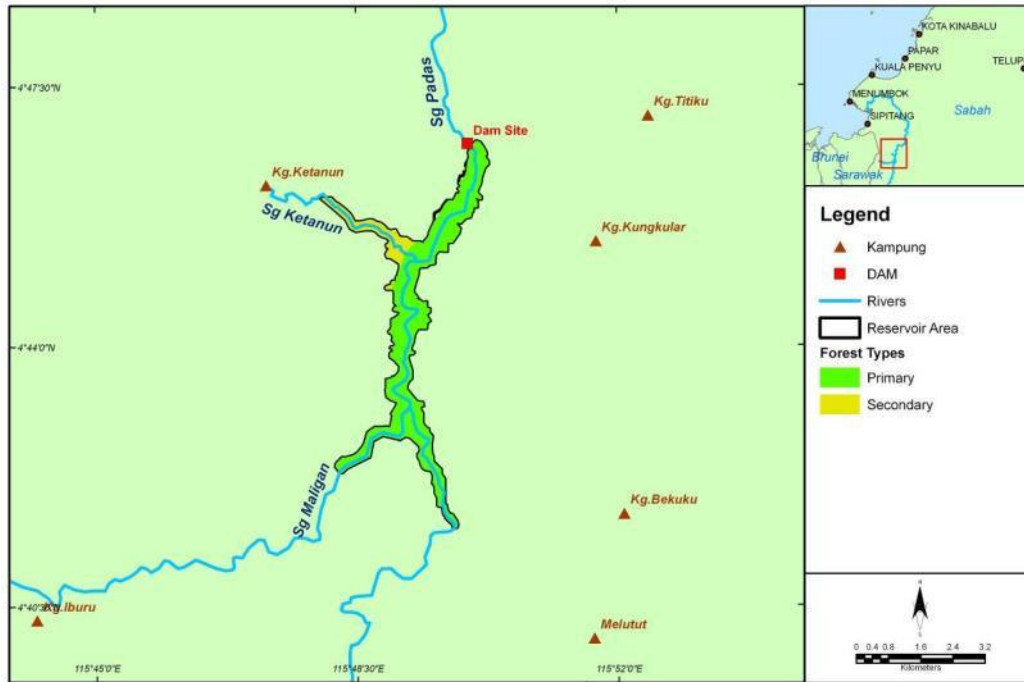 4°47'30"N
4°44'0"N
4°40'30"N
115°45'0"E
115°48'30"E
115°52'0"E
Sg Padas
Dam Site
Kg.Titiku
Kg.Ketanun
Sg Ketanun
Kg.Kungkular
Sg Maligan
Kg.Bekuku
Kg.Iburu
Melutut
KOTA KINABALU
PAPAR
KUALA PENYU
TELUP
MENUMBOK
SIPITANG
Sabah
Brunei
Sarawak
Legend
Kampung
DAM
Rivers
Reservoir Area
Forest Types
Primary
Secondary
0 0.4 0.8 1.6 2.4 3.2
Kilometers